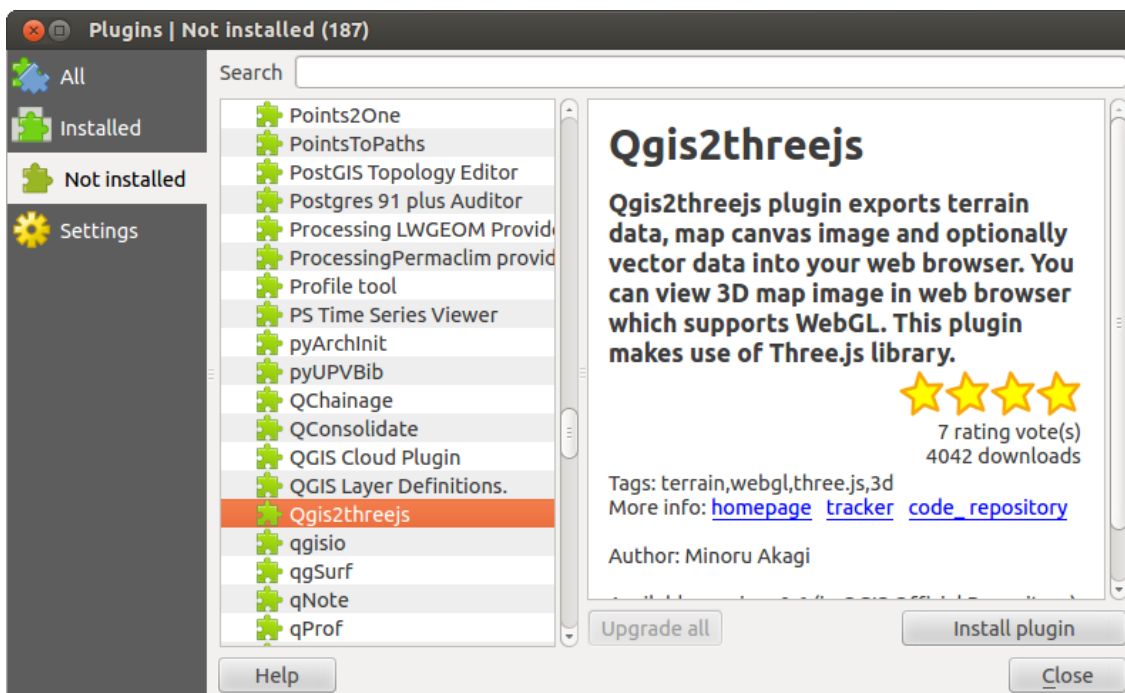 Plugins | Not installed (187)
All
Installed
Not installed
Settings
Search
Points2One
PointsToPaths
PostGIS Topology Editor
Postgres 91 plus Auditor
Processing LWGEOM Provid
ProcessingPermaclim provid
Profile tool
PS Time Series Viewer
pyArchInit
pyUPVBib
QChainage
QConsolidate
QGIS Cloud Plugin
QGIS Layer Definitions.
Qgis2threejs
qgisio
qgSurf
qNote
qProf
Qgis2threejs
Qgis2threejs plugin exports terrain
data, map canvas image and optionally
vector data into your web browser. You
can view 3D map image in web browser
which supports WebGL. This plugin
makes use of Three.js library.
7 rating vote(s)
4042 downloads
Tags: terrain,webgl,three.js,3d
More info: homepage tracker code_repository
Author: Minoru Akagi
Upgrade all
Install plugin
Help
Close